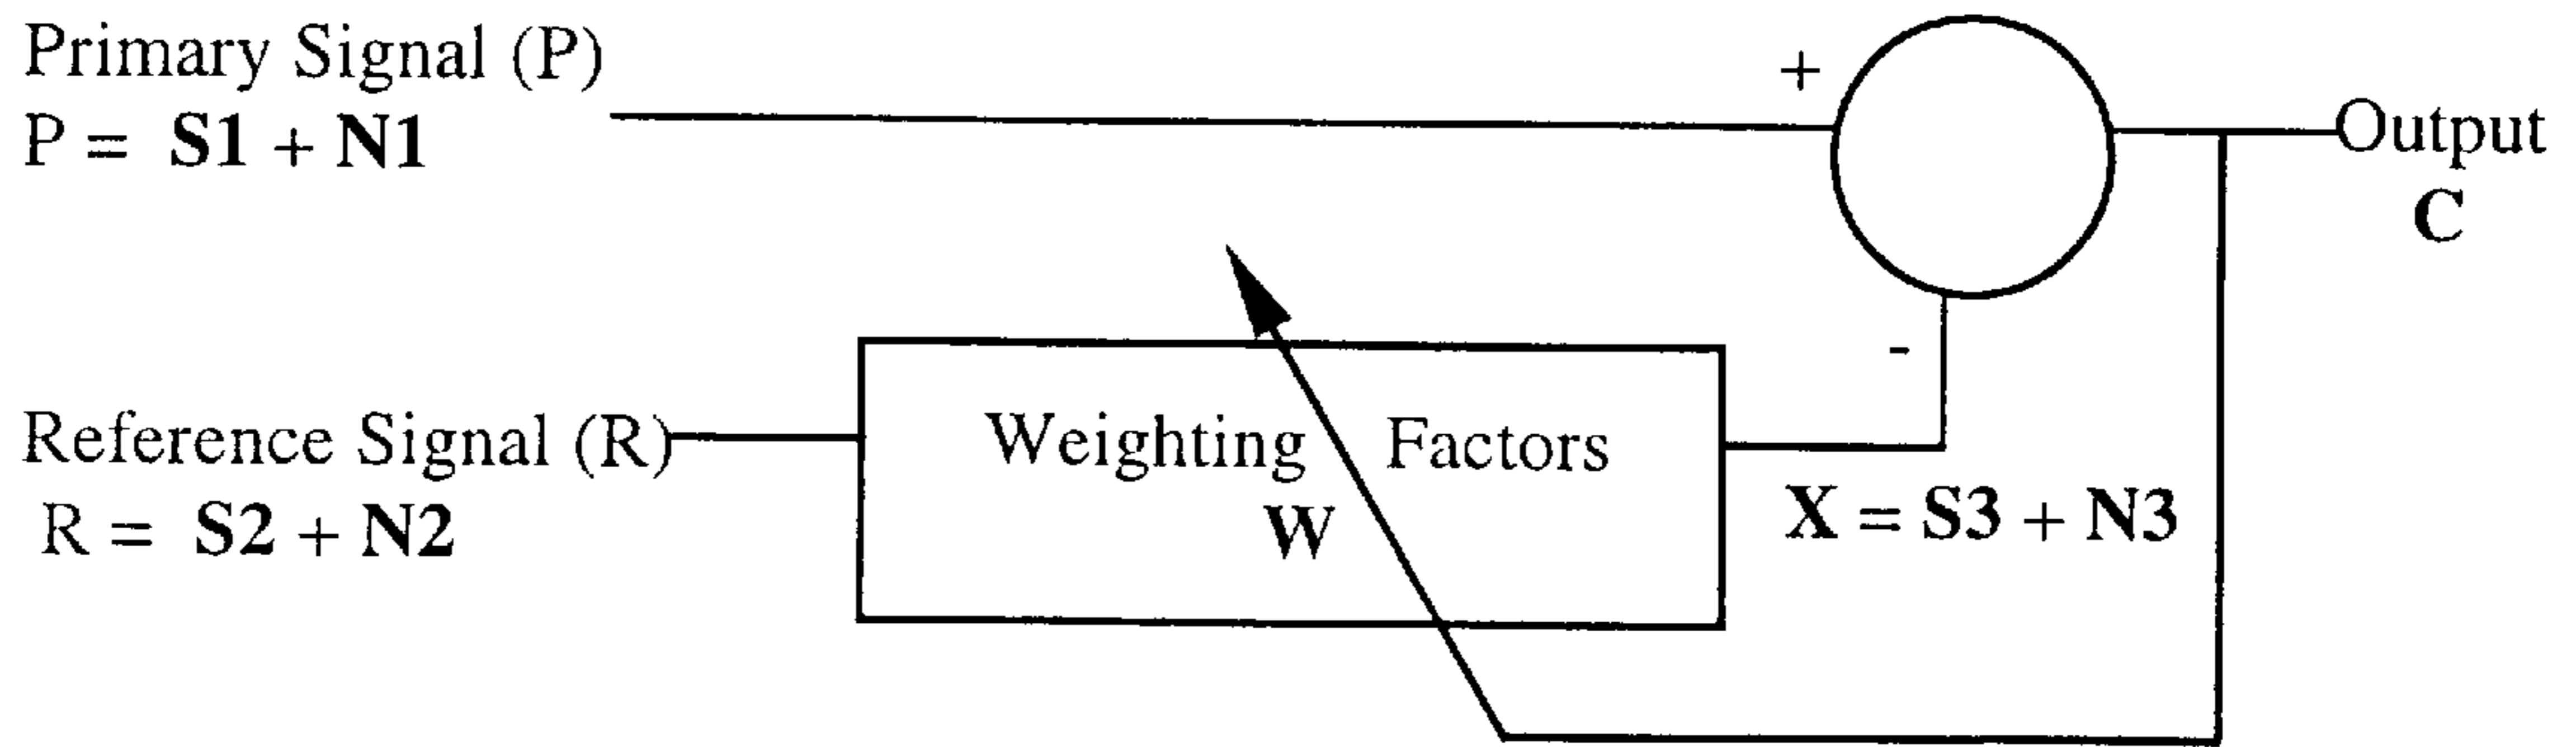 Primary Signal (P)
P = S1 + N1
+
Output
C
-
Reference Signal (R)
R = S2 + N2
Weighting Factors
W
X = S3 + N3